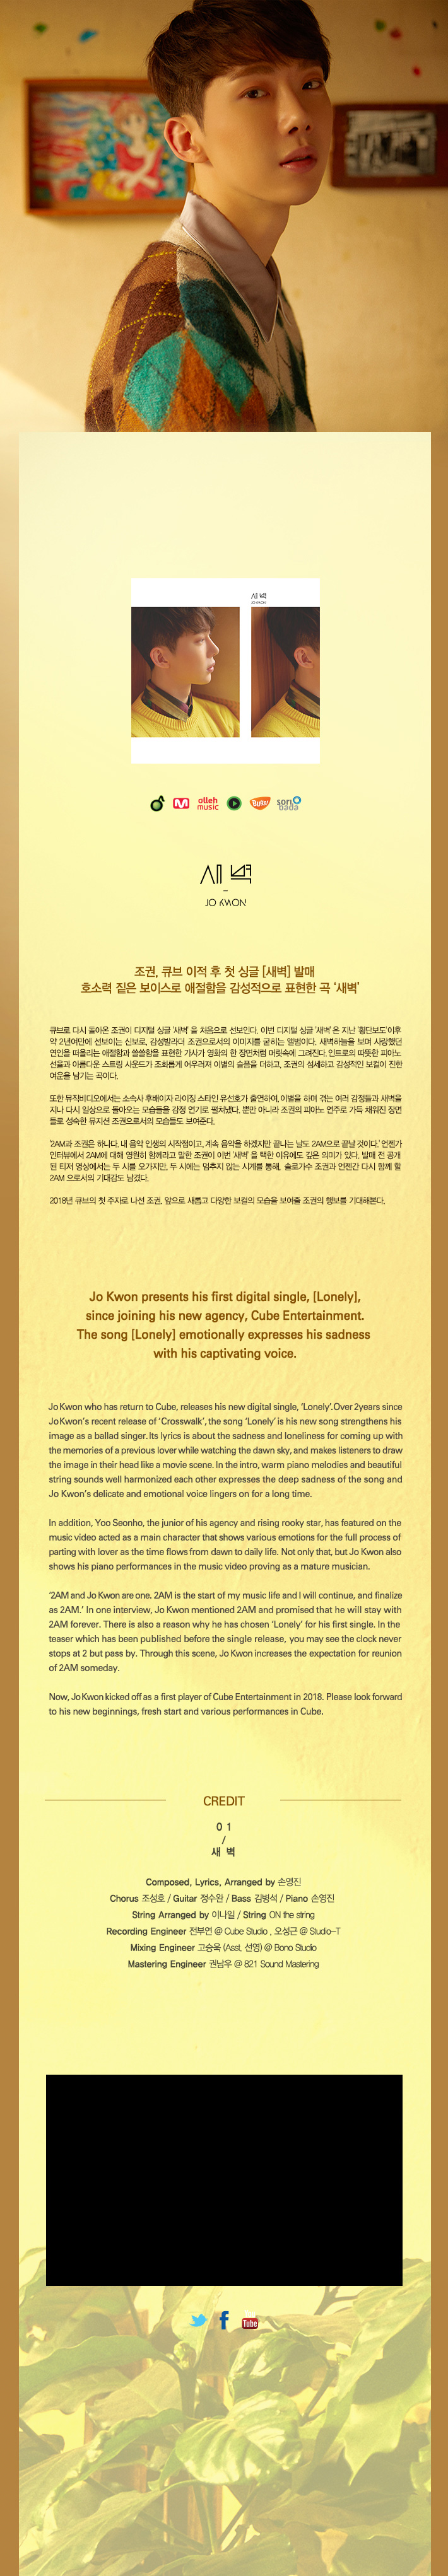 새벽
JO KWON
olleh
music
Bugs!
soribada
새벽
JO KWON
조권, 큐브 이적 후 첫 싱글 [새벽] 발매
호소력 짙은 보이스로 애절함을 감성적으로 표현한 곡 ‘새벽’
큐브로 다시 돌아온 조권이 디지털 싱글 ‘새벽’ 을 처음으로 선보인다. 이번 디지털 싱글 ‘새벽’ 은 지난 ‘횡단보도’ 이후
약 2년여만에 선보이는 신보로, 감성발라더 조권으로서의 이미지를 굳히는 앨범이다. 새벽하늘을 보며 사랑했던
연인을 떠올리는 애절함과 쓸쓸함을 표현한 가사가 영화의 한 장면처럼 머릿속에 그려진다. 인트로의 따뜻한 피아노
선율과 아름다운 스트링 사운드가 조화롭게 어우러져 이별의 슬픔을 더하고, 조권의 섬세하고 감성적인 보컬이 진한
여운을 남기는 곡이다.
또한 뮤직비디오에서는 소속사 후배이자 라이징 스타인 유선호가 출연하여, 이별을 하며 겪는 여러 감정들과 새벽을
지나 다시 일상으로 돌아오는 모습들을 감정 연기로 펼쳐냈다. 뿐만 아니라 조권의 피아노 연주로 가득 채워진 장면
들로 성숙한 뮤지션 조권으로서의 모습들도 보여준다.
‘2AM과 조권은 하나다. 내 음악 인생의 시작점이고, 계속 음악을 하겠지만 끝나는 날도 2AM으로 끝날 것이다.’ 언젠가
인터뷰에서 2AM에 대해 영원히 함께라고 말한 조권이 이번 ‘새벽’ 을 택한 이유에도 깊은 의미가 있다. 발매 전 공개
된 티저 영상에서는 두 시를 오가지만, 두 시에는 멈추지 않는 시계를 통해, 솔로가수 조권과 언젠간 다시 함께 할
2AM 으로서의 기대감도 남겼다.
2018년 큐브의 첫 주자로 나선 조권, 앞으로 새롭고 다양한 보컬의 모습을 보여줄 조권의 행보를 기대해본다.
Jo Kwon presents his first digital single, [Lonely],
since joining his new agency, Cube Entertainment.
The song [Lonely] emotionally expresses his sadness
with his captivating voice.
Jo Kwon who has return to Cube, releases his new digital single, ‘Lonely’.Over 2years since
Jo Kwon's recent release of ‘Crosswalk’, the song ‘Lonely’ is his new song strengthens his
image as a ballad singer. Its lyrics is about the sadness and loneliness for coming up with
the memories of a previous lover while watching the dawn sky, and makes listeners to draw
the image in their head like a movie scene. In the intro, warm piano melodies and beautiful
string sounds well harmonized each other expresses the deep sadness of the song and
Jo Kwon's delicate and emotional voice lingers on for a long time.
In addition, Yoo Seonho, the junior of his agency and rising rooky star, has featured on the
music video acted as a main character that shows various emotions for the full process of
parting with lover as the time flows from dawn to daily life. Not only that, but Jo Kwon also
shows his piano performances in the music video proving as a mature musician.
‘2AM and Jo Kwon are one. 2AM is the start of my music life and I will continue, and finalize
as 2AM.’ In one interview, Jo Kwon mentioned 2AM and promised that he will stay with
2AM forever. There is also a reason why he has chosen ‘Lonely’ for his first single. In the
teaser which has been published before the single release, you may see the clock never
stops at 2 but pass by. Through this scene, Jo Kwon increases the expectation for reunion
of 2AM someday.
Now, Jo Kwon kicked off as a first player of Cube Entertainment in 2018. Please look forward
to his new beginnings, fresh start and various performances in Cube.
CREDIT
01
/
새벽
Composed, Lyrics, Arranged by 손영진
Chorus 조성호 / Guitar 정수완 / Bass 김병석 / Piano 손영진
String Arranged by 이나일 / String ON the string
Recording Engineer 전부연 @ Cube Studio , 오성근 @ Studio-T
Mixing Engineer 고승욱 (Asst. 선영) @ Bono Studio
Mastering Engineer 권남우 @ 821 Sound Mastering
You
Tube